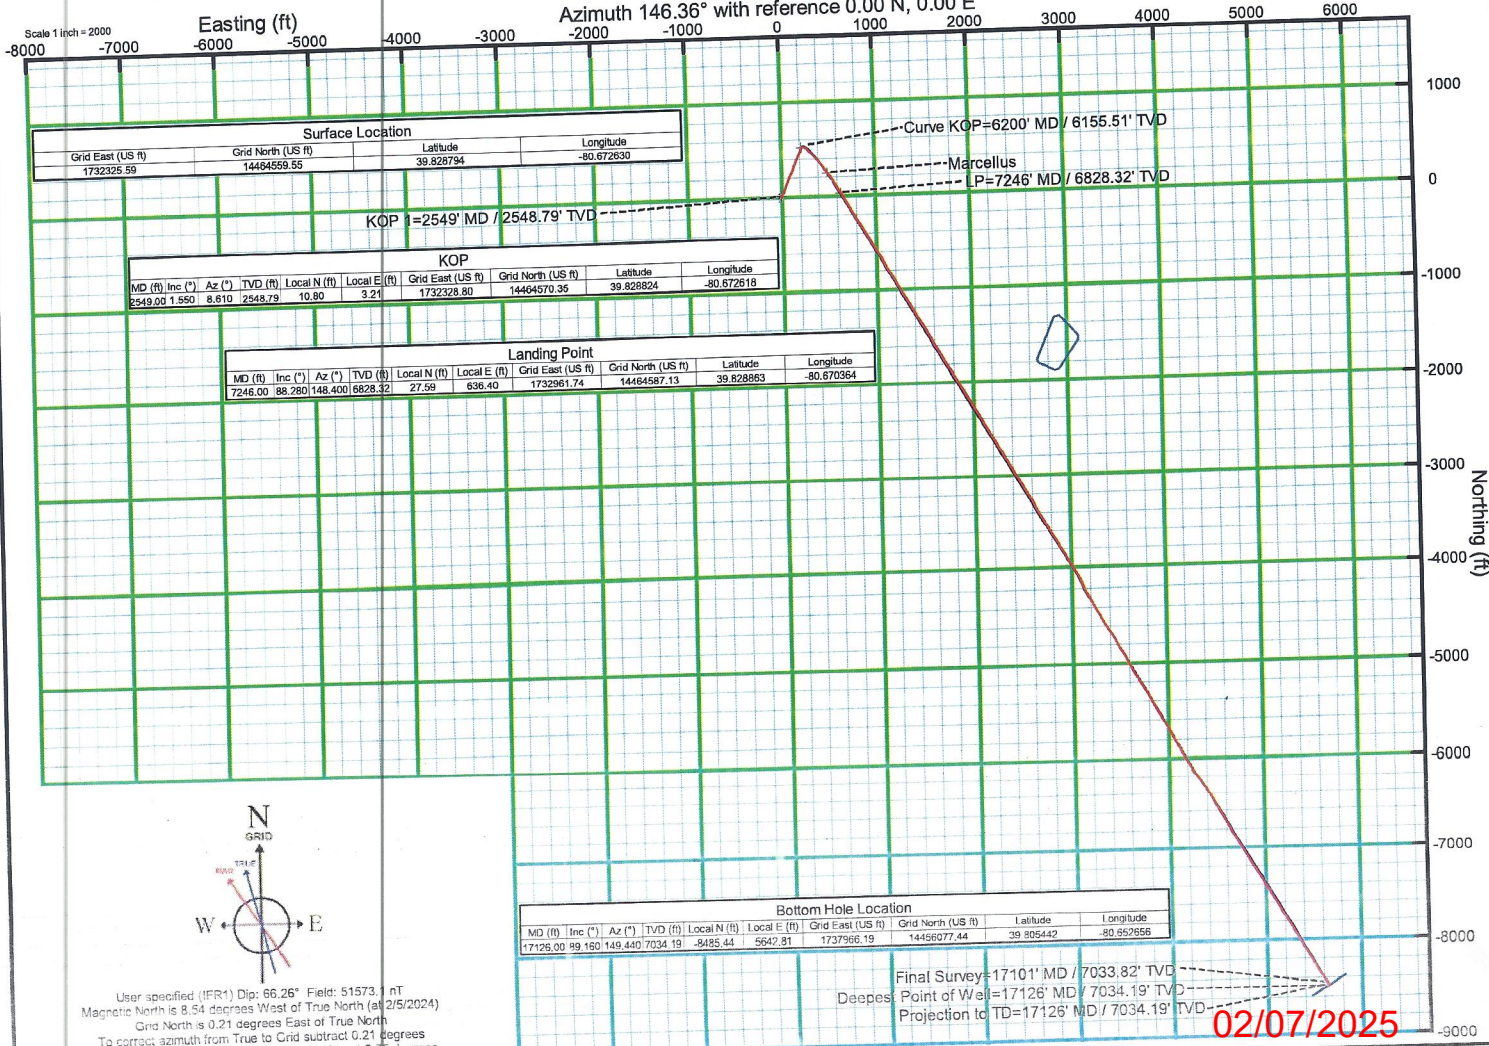 Azimuth 146.36° with reference 0.00 N, 0.00 E
Scale 1 inch = 2000
Easting (ft)
-8000 -7000 -6000 -5000 -4000 -3000 -2000 -1000 0 1000 2000 3000 4000 5000 6000
1000
0
-1000
-2000
-3000
-4000
-5000
-6000
-7000
-8000
-9000
Northing (ft)
Surface Location
Grid East (US ft) Grid North (US ft) Latitude Longitude
1732325.59 14464559.55 39.828794 -80.672630
Curve KOP=6200' MD / 6155.51' TVD
Marcellus
LP=7246' MD / 6828.32' TVD
KOP 1=2549' MD / 2548.79' TVD
KOP
MD (ft) Inc (°) Az (°) TVD (ft) Local N (ft) Local E (ft) Grid East (US ft) Grid North (US ft) Latitude Longitude
2549.00 1.550 8.610 2548.79 10.80 3.21 1732328.80 14464570.35 39.828824 -80.672618
Landing Point
MD (ft) Inc (°) Az (°) TVD (ft) Local N (ft) Local E (ft) Grid East (US ft) Grid North (US ft) Latitude Longitude
7246.00 88.280 148.400 6828.32 27.59 636.40 1732961.74 14464587.13 39.828863 -80.670364
N
GRID
TRUE
W E
Bottom Hole Location
MD (ft) Inc (°) Az (°) TVD (ft) Local N (ft) Local E (ft) Grid East (US ft) Grid North (US ft) Latitude Longitude
17126.00 89.160 149.440 7034.19 -8485.44 5642.81 1737966.19 14456077.44 39.805442 -80.652656
Final Survey=17101' MD / 7033.82' TVD
Deepest Point of Well=17126' MD / 7034.19' TVD
Projection to TD=17126' MD / 7034.19' TVD
User specified (IFR1) Dip: 66.26° Field: 51573.1 nT
Magnetic North is 8.54 degrees West of True North (at 2/5/2024)
Grid North is 0.21 degrees East of True North
To correct azimuth from True to Grid subtract 0.21 degrees
02/07/2025